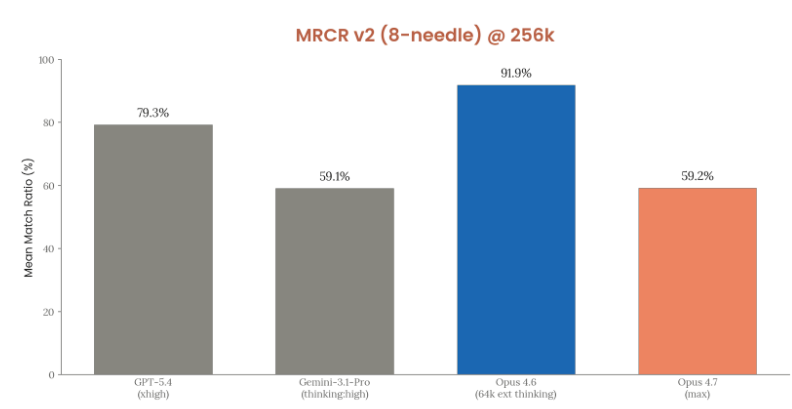 MRCR v2 (8-needle) @ 256k
Mean Match Ratio (%)
100
80
60
40
20
0
79.3%
59.1%
91.9%
59.2%
GPT-5.4
(xhigh)
Gemini-3.1-Pro
(thinking:high)
Opus 4.6
(64k ext thinking)
Opus 4.7
(max)